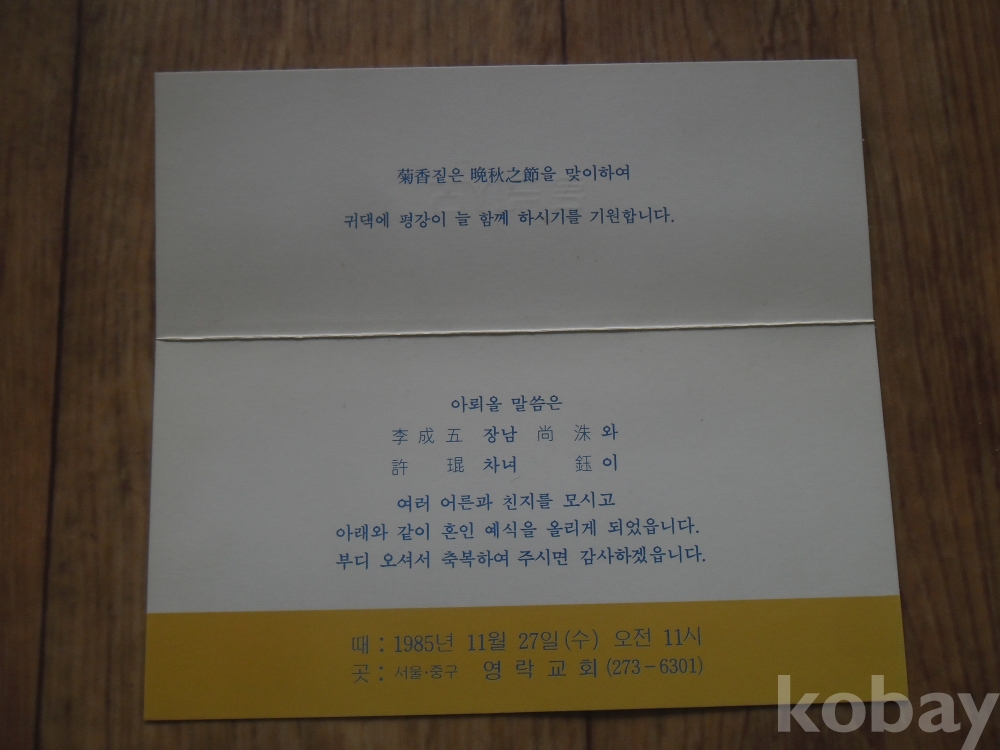 菊香짙은 晩秋之節을 맞이하여
귀댁에 평강이 늘 함께 하시기를 기원합니다.
아뢰올 말씀은
李成五 장남 尚洙와
許琨 차녀 鈺이
여러 어른과 친지를 모시고
아래와 같이 혼인 예식을 올리게 되었읍니다.
부디 오셔서 축복하여 주시면 감사하겠읍니다.
때 : 1985년 11월 27일(수) 오전 11시
곳 : 서울·중구 영락교회(273-6301)
kobay